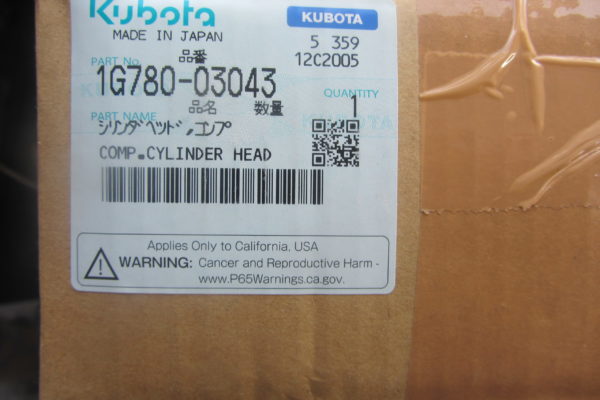 Kubota
KUBOTA
MADE IN JAPAN
5 359
品番
12C2005
PART No.
1G780-03043
QUANTITY
品名 数量
1
PART NAME
シリンダヘッド,コンプ
COMP.CYLINDER HEAD
Applies Only to California, USA
WARNING: Cancer and Reproductive Harm -
www.P65Warnings.ca.gov.